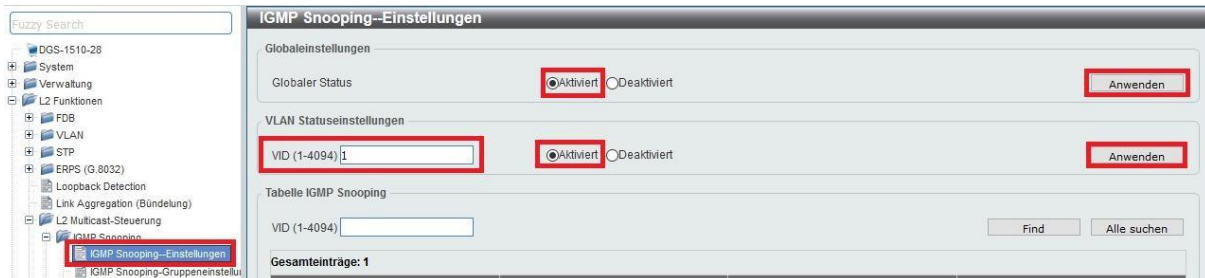 Fuzzy Search
DGS-1510-28
System
Verwaltung
L2 Funktionen
FDB
VLAN
STP
ERPS (G.8032)
Loopback Detection
Link Aggregation (Bündelung)
L2 Multicast-Steuerung
IGMP Snooping
IGMP Snooping--Einstellungen
IGMP Snooping-Gruppeneinstellu
IGMP Snooping--Einstellungen
Globaleinstellungen
Globaler Status Aktiviert Deaktiviert Anwenden
VLAN Statuseinstellungen
VID (1-4094) 1 Aktiviert Deaktiviert Anwenden
Tabelle IGMP Snooping
VID (1-4094) Find Alle suchen
Gesamteinträge: 1